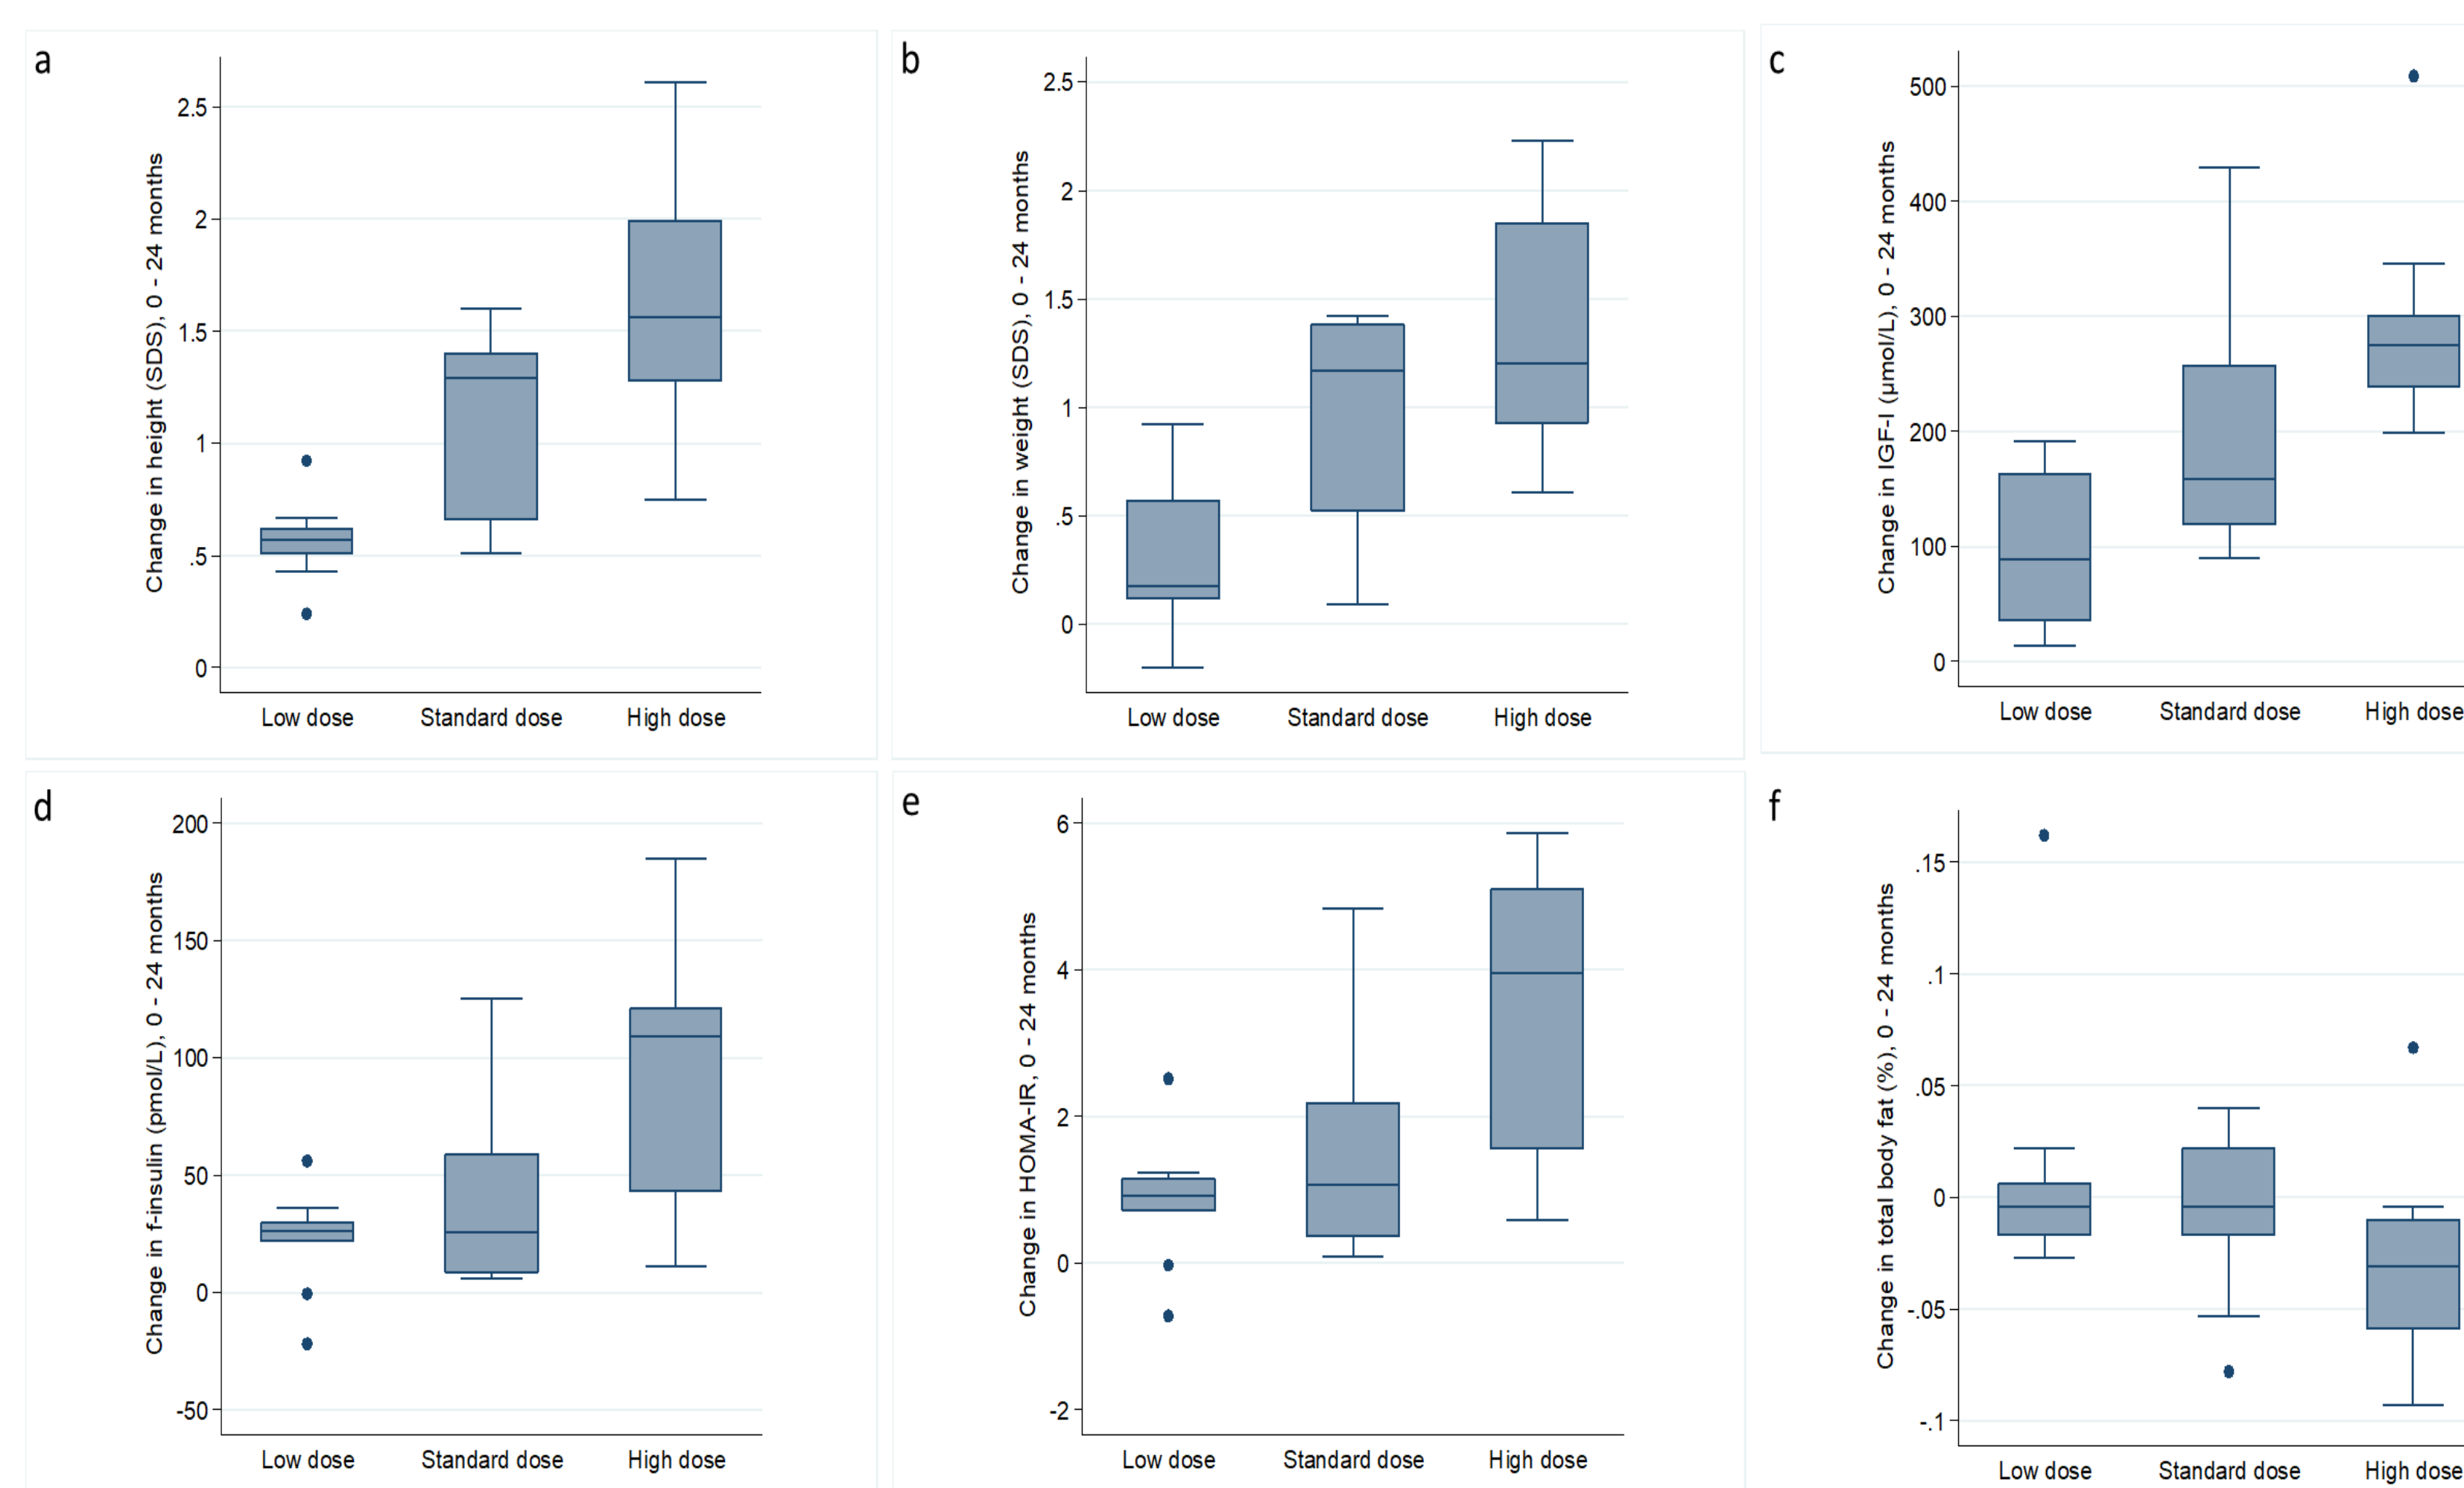 a
Change in height (SDS), 0 - 24 months
2.5
2
1.5
1
.5
0
Low dose
Standard dose
High dose
b
Change in weight (SDS), 0 - 24 months
2.5
2
1.5
1
.5
0
Low dose
Standard dose
High dose
c
Change in IGF-I (µmol/L), 0 - 24 months
500
400
300
200
100
0
Low dose
Standard dose
High dose
d
Change in f-insulin (pmol/L), 0 - 24 months
200
150
100
50
0
-50
Low dose
Standard dose
High dose
e
Change in HOMA-IR, 0 - 24 months
6
4
2
0
-2
Low dose
Standard dose
High dose
f
Change in total body fat (%), 0 - 24 months
.15
.1
.05
0
-.05
-.1
Low dose
Standard dose
High dose